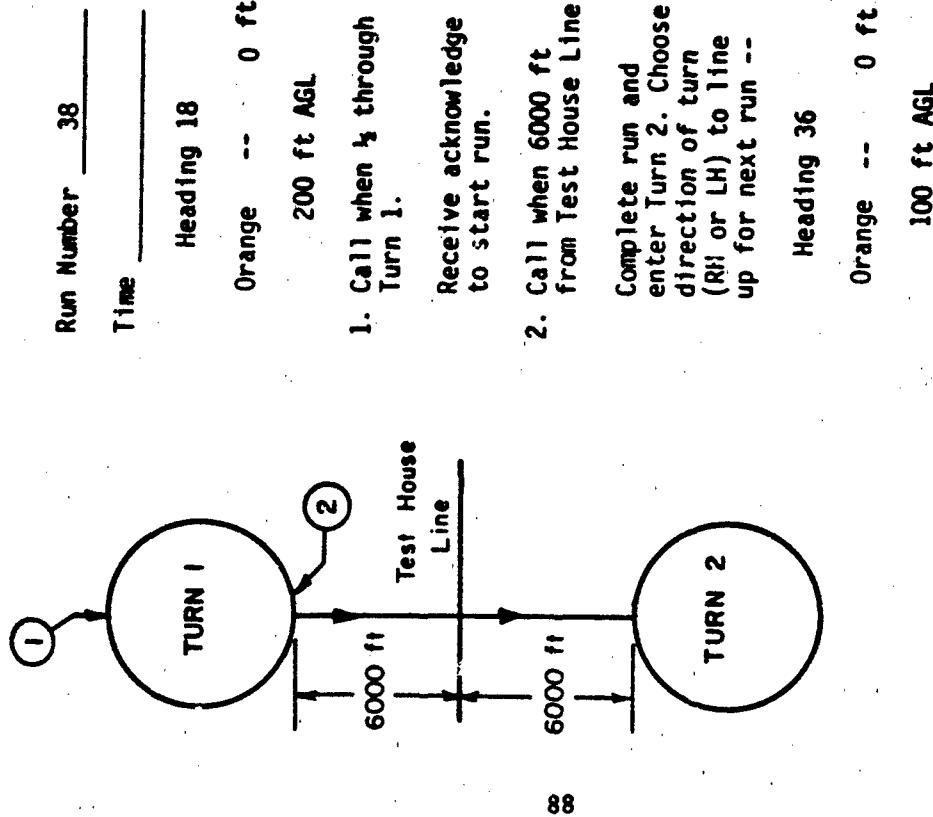 Run Number 38
Time
Heading 18
Orange -- 0 ft
200 ft AGL
1. Call when ½ through
Turn 1.
Receive acknowledge
to start run.
2. Call when 6000 ft
from Test House Line
Complete run and
enter Turn 2. Choose
direction of turn
(RH or LH) to line
up for next run --
Heading 36
Orange -- 0 ft
100 ft AGL
1
TURN 1
2
6000 ft
Test House
Line
6000 ft
TURN 2
88